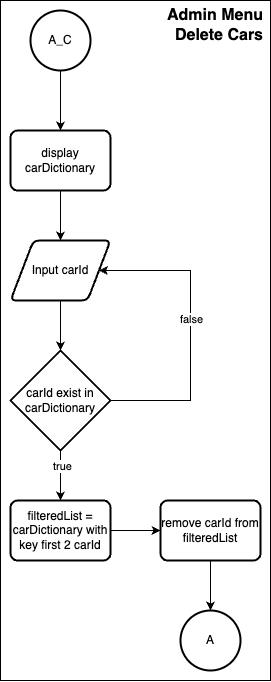 Admin Menu
Delete Cars
A_C
display
carDictionary
Input carId
false
carId exist in
carDictionary
true
filteredList =
carDictionary with
key first 2 carId
remove carId from
filteredList
A